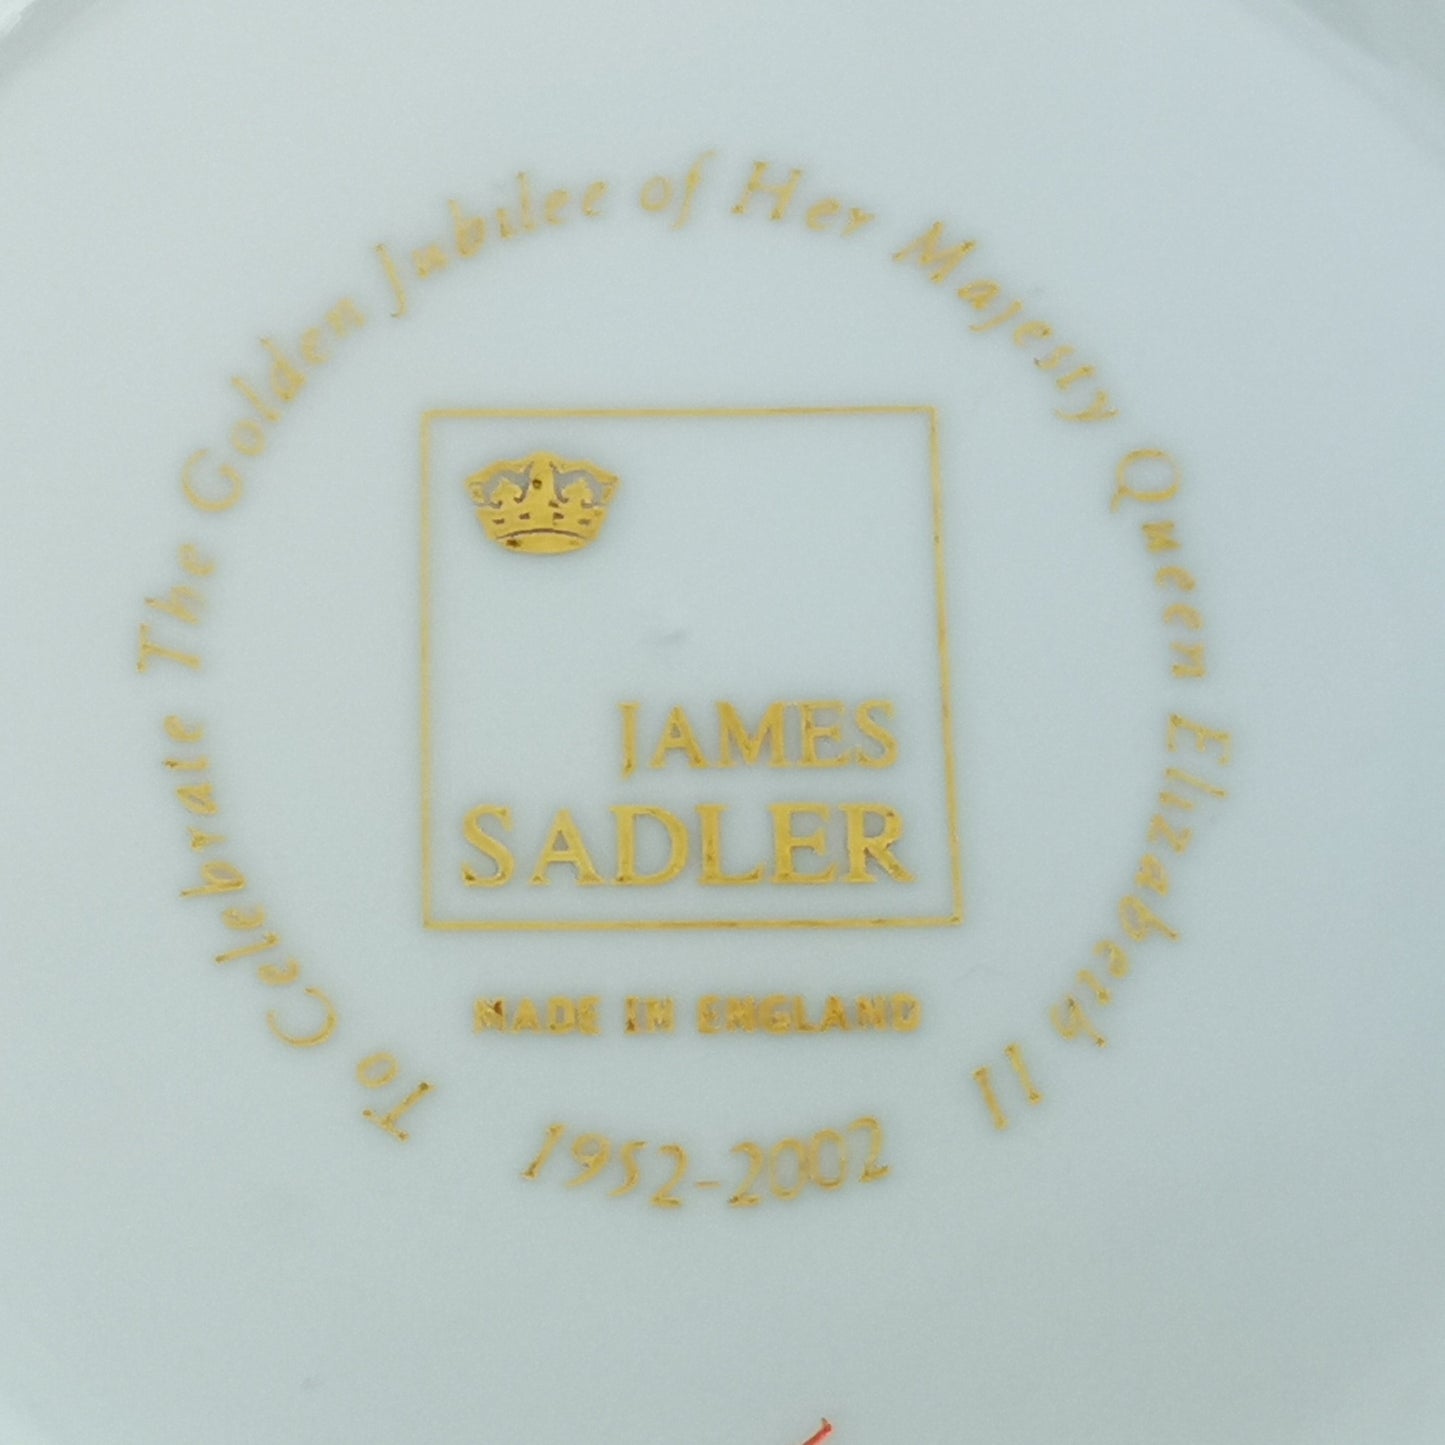 To Celebrate The Golden Jubilee of Her Majesty Queen Elizabeth II
JAMES
SADLER
MADE IN ENGLAND
1952-2002